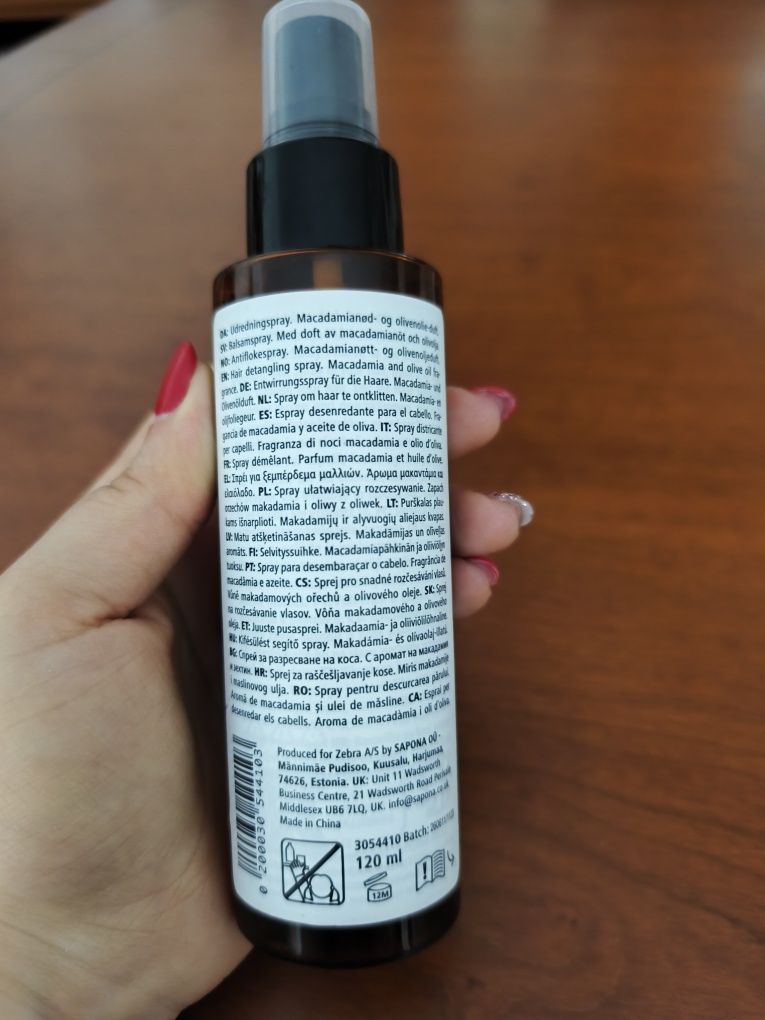 DA: Udredningspray. Macadamianød- og olivenolie-duft.
SV: Balsamspray. Med doft av macadamianöt och olivolja.
NO: Antiflokespray. Macadamianøtt- og olivenoljeduft.
EN: Hair detangling spray. Macadamia and olive oil fra-
grance. DE: Entwirrungsspray für die Haare. Macadamia- und
Olivenölduft. NL: Spray om haar te ontklitten. Macadamia- en
olijfoliegeur. ES: Espray desenredante para el cabello. Fra-
gancia de macadamia y aceite de oliva. IT: Spray districante
per capelli. Fragranza di noci macadamia e olio d'oliva.
FR: Spray démêlant. Parfum macadamia et huile d'olive.
EL: Σπρέι για ξεμπέρδεμα μαλλιών. Άρωμα μακαντάμια και
ελαιόλαδο. PL: Spray ułatwiający rozczesywanie. Zapach
orzechów makadamia i oliwy z oliwek. LT: Purškalas plau-
kams išnarplioti. Makadamijų ir alyvuogių aliejaus kvapas.
LV: Matu atšķetināšanas sprejs. Makadāmijas un olīveļļas
aromāts. FI: Selvityssuihke. Macadamiapähkinän ja oliiviöljyn
tuoksu. PT: Spray para desembaraçar o cabelo. Fragrância de
macadâmia e azeite. CS: Sprej pro snadné rozčesávání vlasů.
Vůně makadamových ořechů a olivového oleje. SK: Sprej
na rozčesávanie vlasov. Vôňa makadamového a olivového
oleja. ET: Juuste pusasprei. Makadaamia- ja oliiviõlilõhnaline.
HU: Kifésülést segítő spray. Makadámia- és olívaolaj-illatú.
BG: Спрей за разресване на коса. С аромат на макадамия
и зехтин. HR: Sprej za raščešljavanje kose. Miris makadamije
i maslinovog ulja. RO: Spray pentru descurcarea părului.
Aromă de macadamia și ulei de măsline. CA: Esprai per
desenredar els cabells. Aroma de macadàmia i oli d'oliva.
Produced for Zebra A/S by SAPONA OÜ -
Männimäe Pudisoo, Kuusalu, Harjumaa,
74626, Estonia. UK: Unit 11 Wadsworth
Business Centre, 21 Wadsworth Road Perivale
Middlesex UB6 7LQ, UK. info@sapona.co.uk
Made in China
3054410 Batch:
120 ml
12M
0 200030 544103